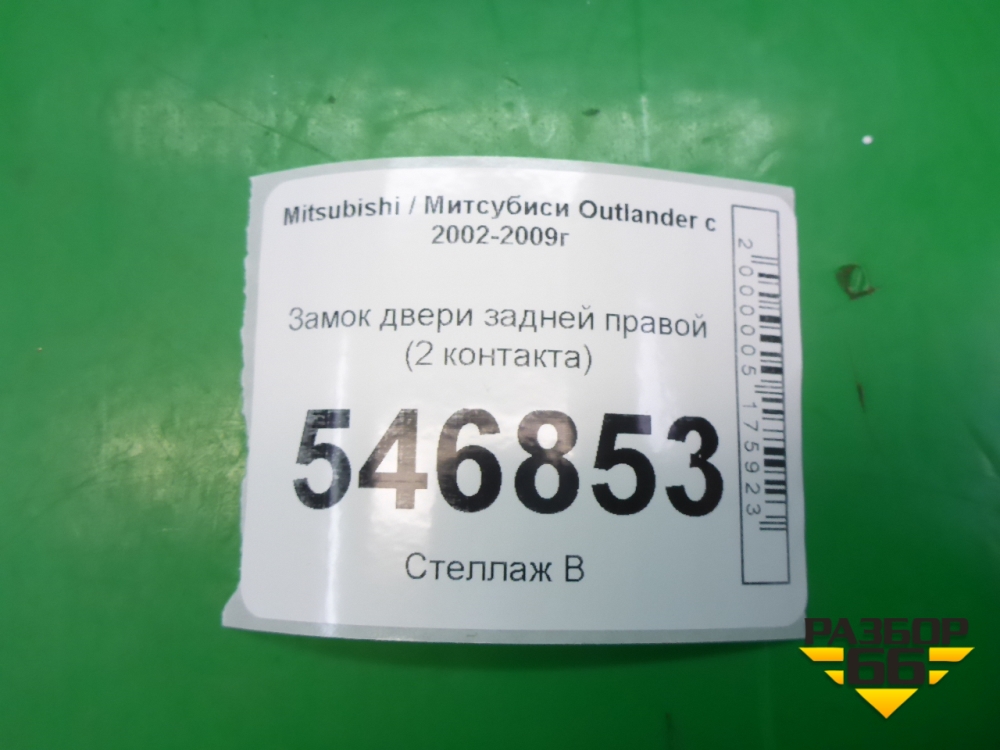 Mitsubishi / Митсубиси Outlander с
2002-2009г
Замок двери задней правой
(2 контакта)
546853
Стеллаж В
2000005175923
РАЗБОР
66